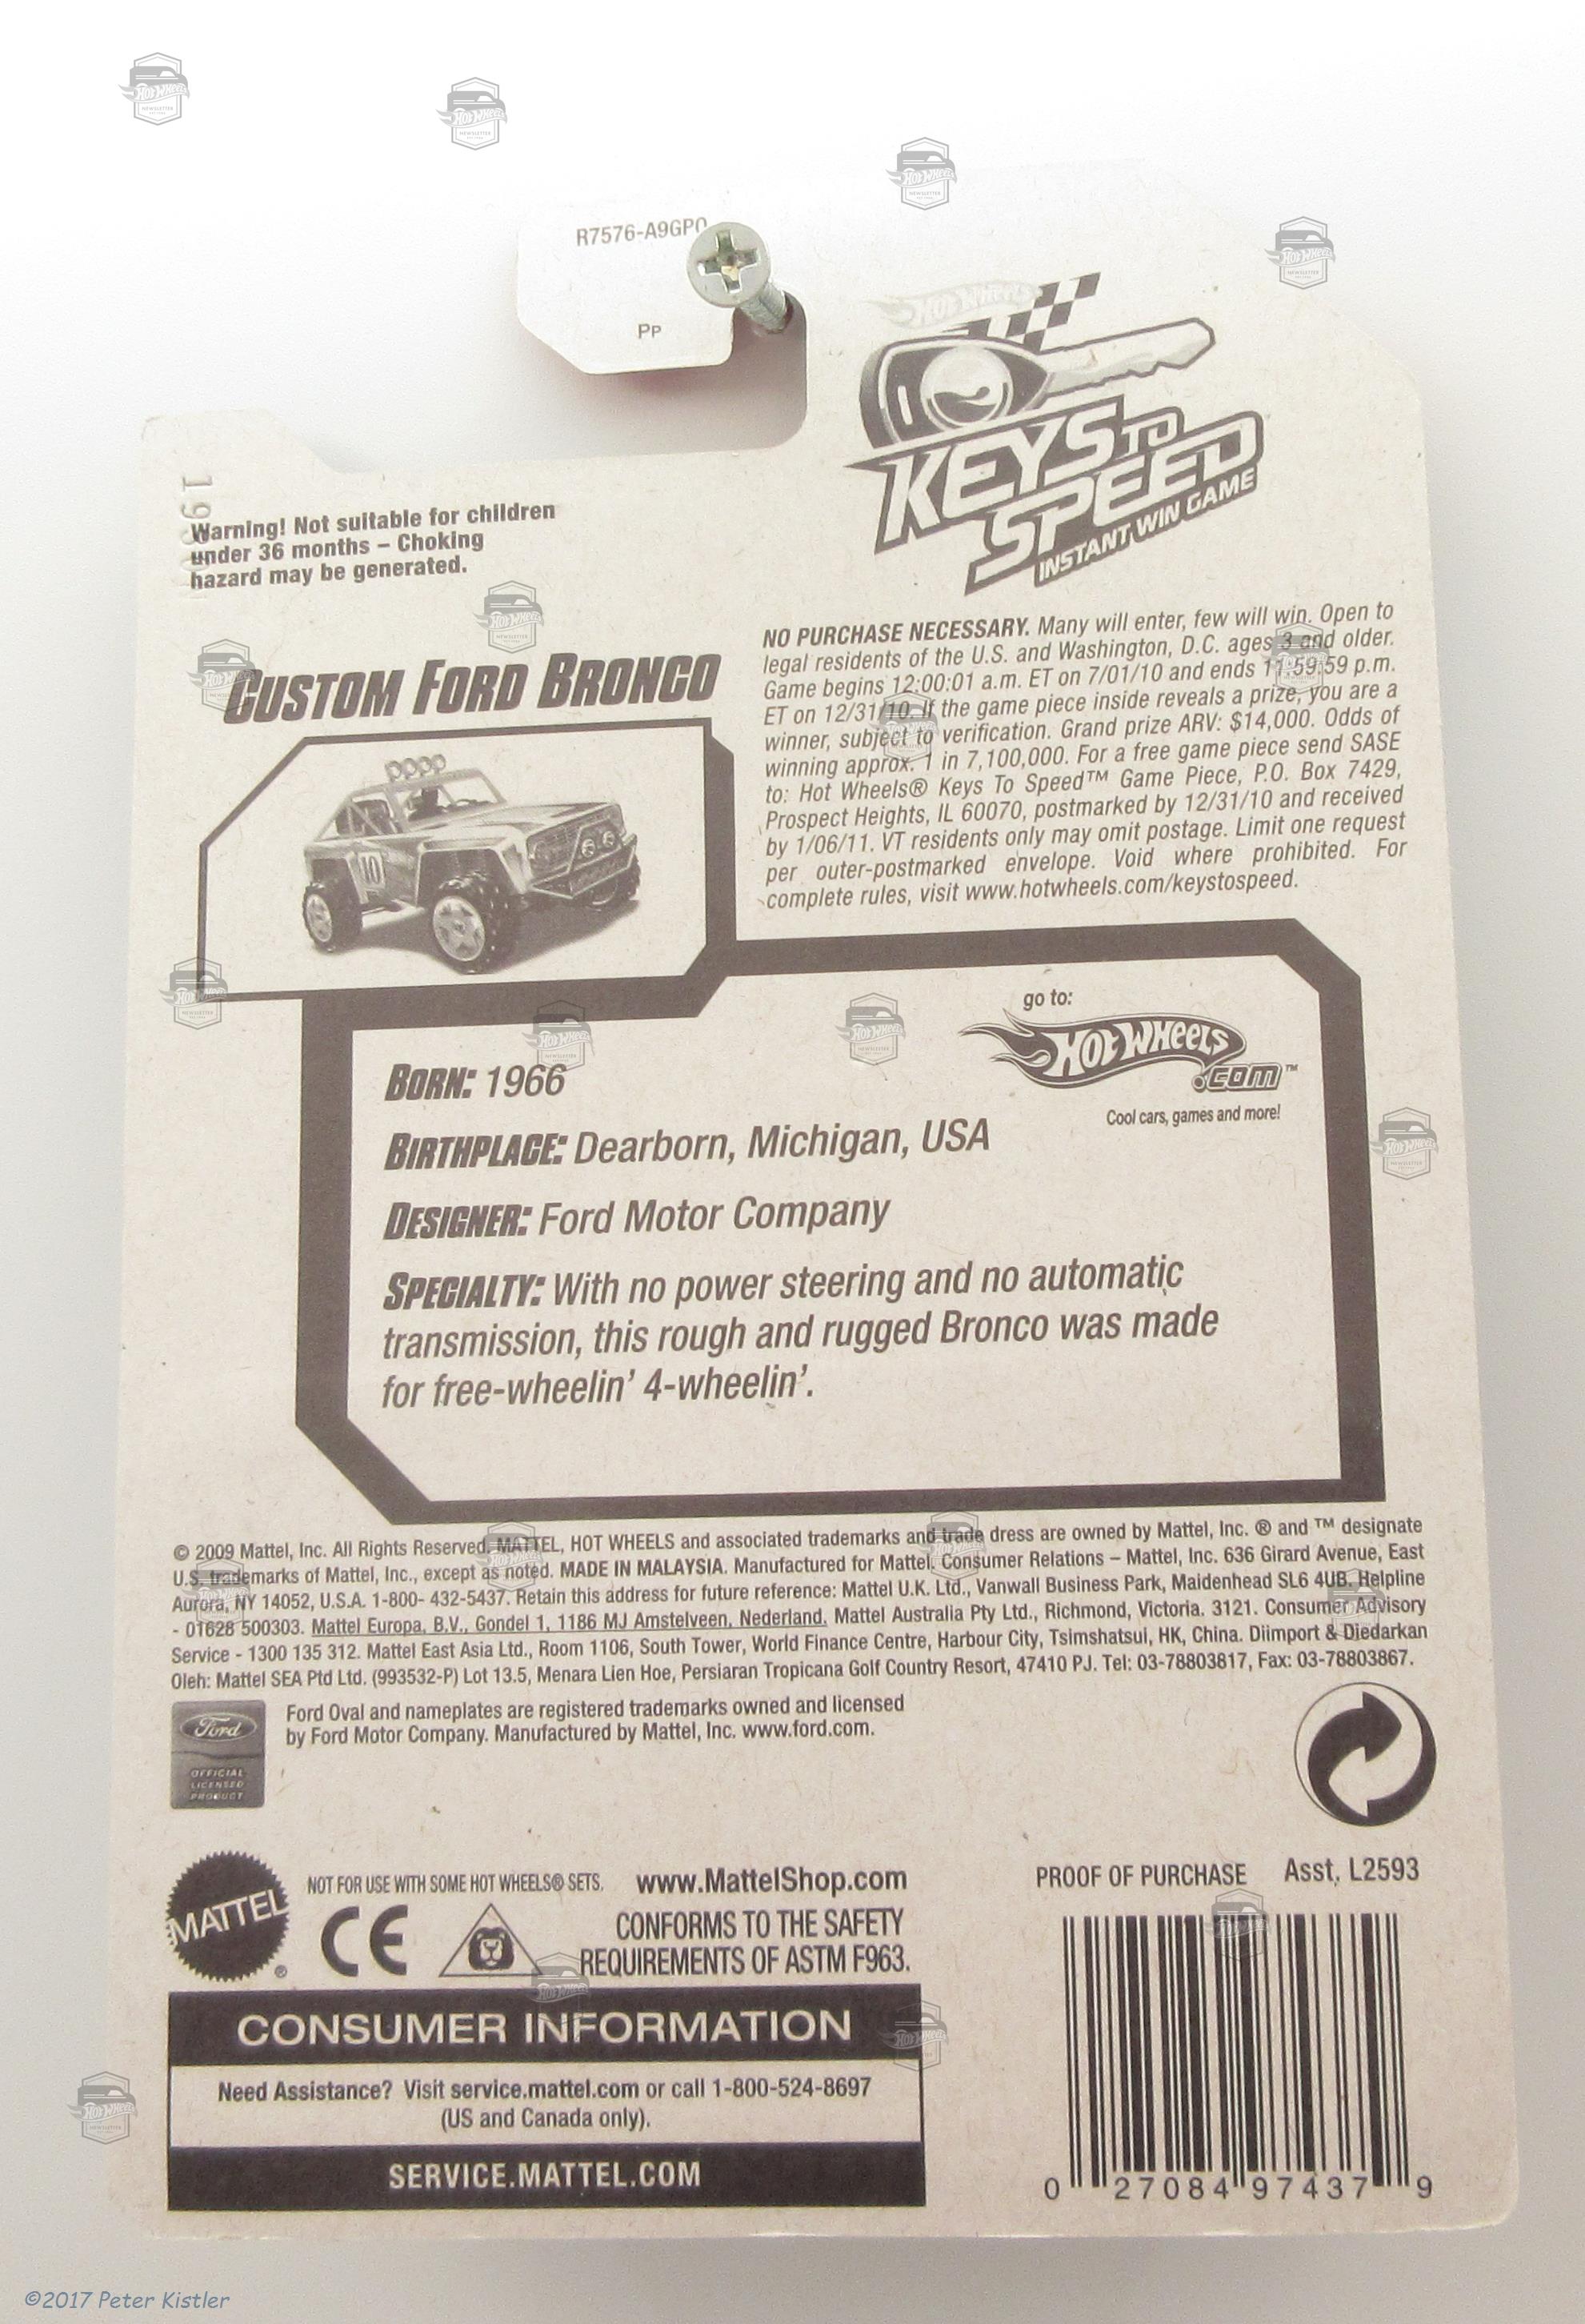 R7576-A9GP0
PP
HOT WHEELS
KEYS TO
SPEED
INSTANT WIN GAME
Warning! Not suitable for children
under 36 months – Choking
hazard may be generated.
NO PURCHASE NECESSARY. Many will enter, few will win. Open to
legal residents of the U.S. and Washington, D.C. ages 3 and older.
Game begins 12:00:01 a.m. ET on 7/01/10 and ends 11:59:59 p.m.
ET on 12/31/10. If the game piece inside reveals a prize, you are a
winner, subject to verification. Grand prize ARV: $14,000. Odds of
winning approx. 1 in 7,100,000. For a free game piece send SASE
to: Hot Wheels® Keys To Speed™ Game Piece, P.O. Box 7429,
Prospect Heights, IL 60070, postmarked by 12/31/10 and received
by 1/06/11. VT residents only may omit postage. Limit one request
per outer-postmarked envelope. Void where prohibited. For
complete rules, visit www.hotwheels.com/keystospeed.
CUSTOM FORD BRONCO
10
go to:
HOT WHEELS
.COM™
Cool cars, games and more!
BORN: 1966
BIRTHPLACE: Dearborn, Michigan, USA
DESIGNER: Ford Motor Company
SPECIALTY: With no power steering and no automatic
transmission, this rough and rugged Bronco was made
for free-wheelin’ 4-wheelin’.
© 2009 Mattel, Inc. All Rights Reserved. MATTEL, HOT WHEELS and associated trademarks and trade dress are owned by Mattel, Inc. ® and ™ designate
U.S. trademarks of Mattel, Inc., except as noted. MADE IN MALAYSIA. Manufactured for Mattel. Consumer Relations – Mattel, Inc. 636 Girard Avenue, East
Aurora, NY 14052, U.S.A. 1-800- 432-5437. Retain this address for future reference: Mattel U.K. Ltd., Vanwall Business Park, Maidenhead SL6 4UB. Helpline
- 01628 500303. Mattel Europa, B.V., Gondel 1, 1186 MJ Amstelveen, Nederland. Mattel Australia Pty Ltd., Richmond, Victoria. 3121. Consumer Advisory
Service - 1300 135 312. Mattel East Asia Ltd., Room 1106, South Tower, World Finance Centre, Harbour City, Tsimshatsui, HK, China. Diimport & Diedarkan
Oleh: Mattel SEA Ptd Ltd. (993532-P) Lot 13.5, Menara Lien Hoe, Persiaran Tropicana Golf Country Resort, 47410 PJ. Tel: 03-78803817, Fax: 03-78803867.
Ford
OFFICIAL
LICENSED
PRODUCT
Ford Oval and nameplates are registered trademarks owned and licensed
by Ford Motor Company. Manufactured by Mattel, Inc. www.ford.com.
MATTEL®
NOT FOR USE WITH SOME HOT WHEELS® SETS.
www.MattelShop.com
CE
CONFORMS TO THE SAFETY
REQUIREMENTS OF ASTM F963.
PROOF OF PURCHASE Asst. L2593
CONSUMER INFORMATION
Need Assistance? Visit service.mattel.com or call 1-800-524-8697
(US and Canada only).
SERVICE.MATTEL.COM
0 27084 97437 9
©2017 Peter Kistler